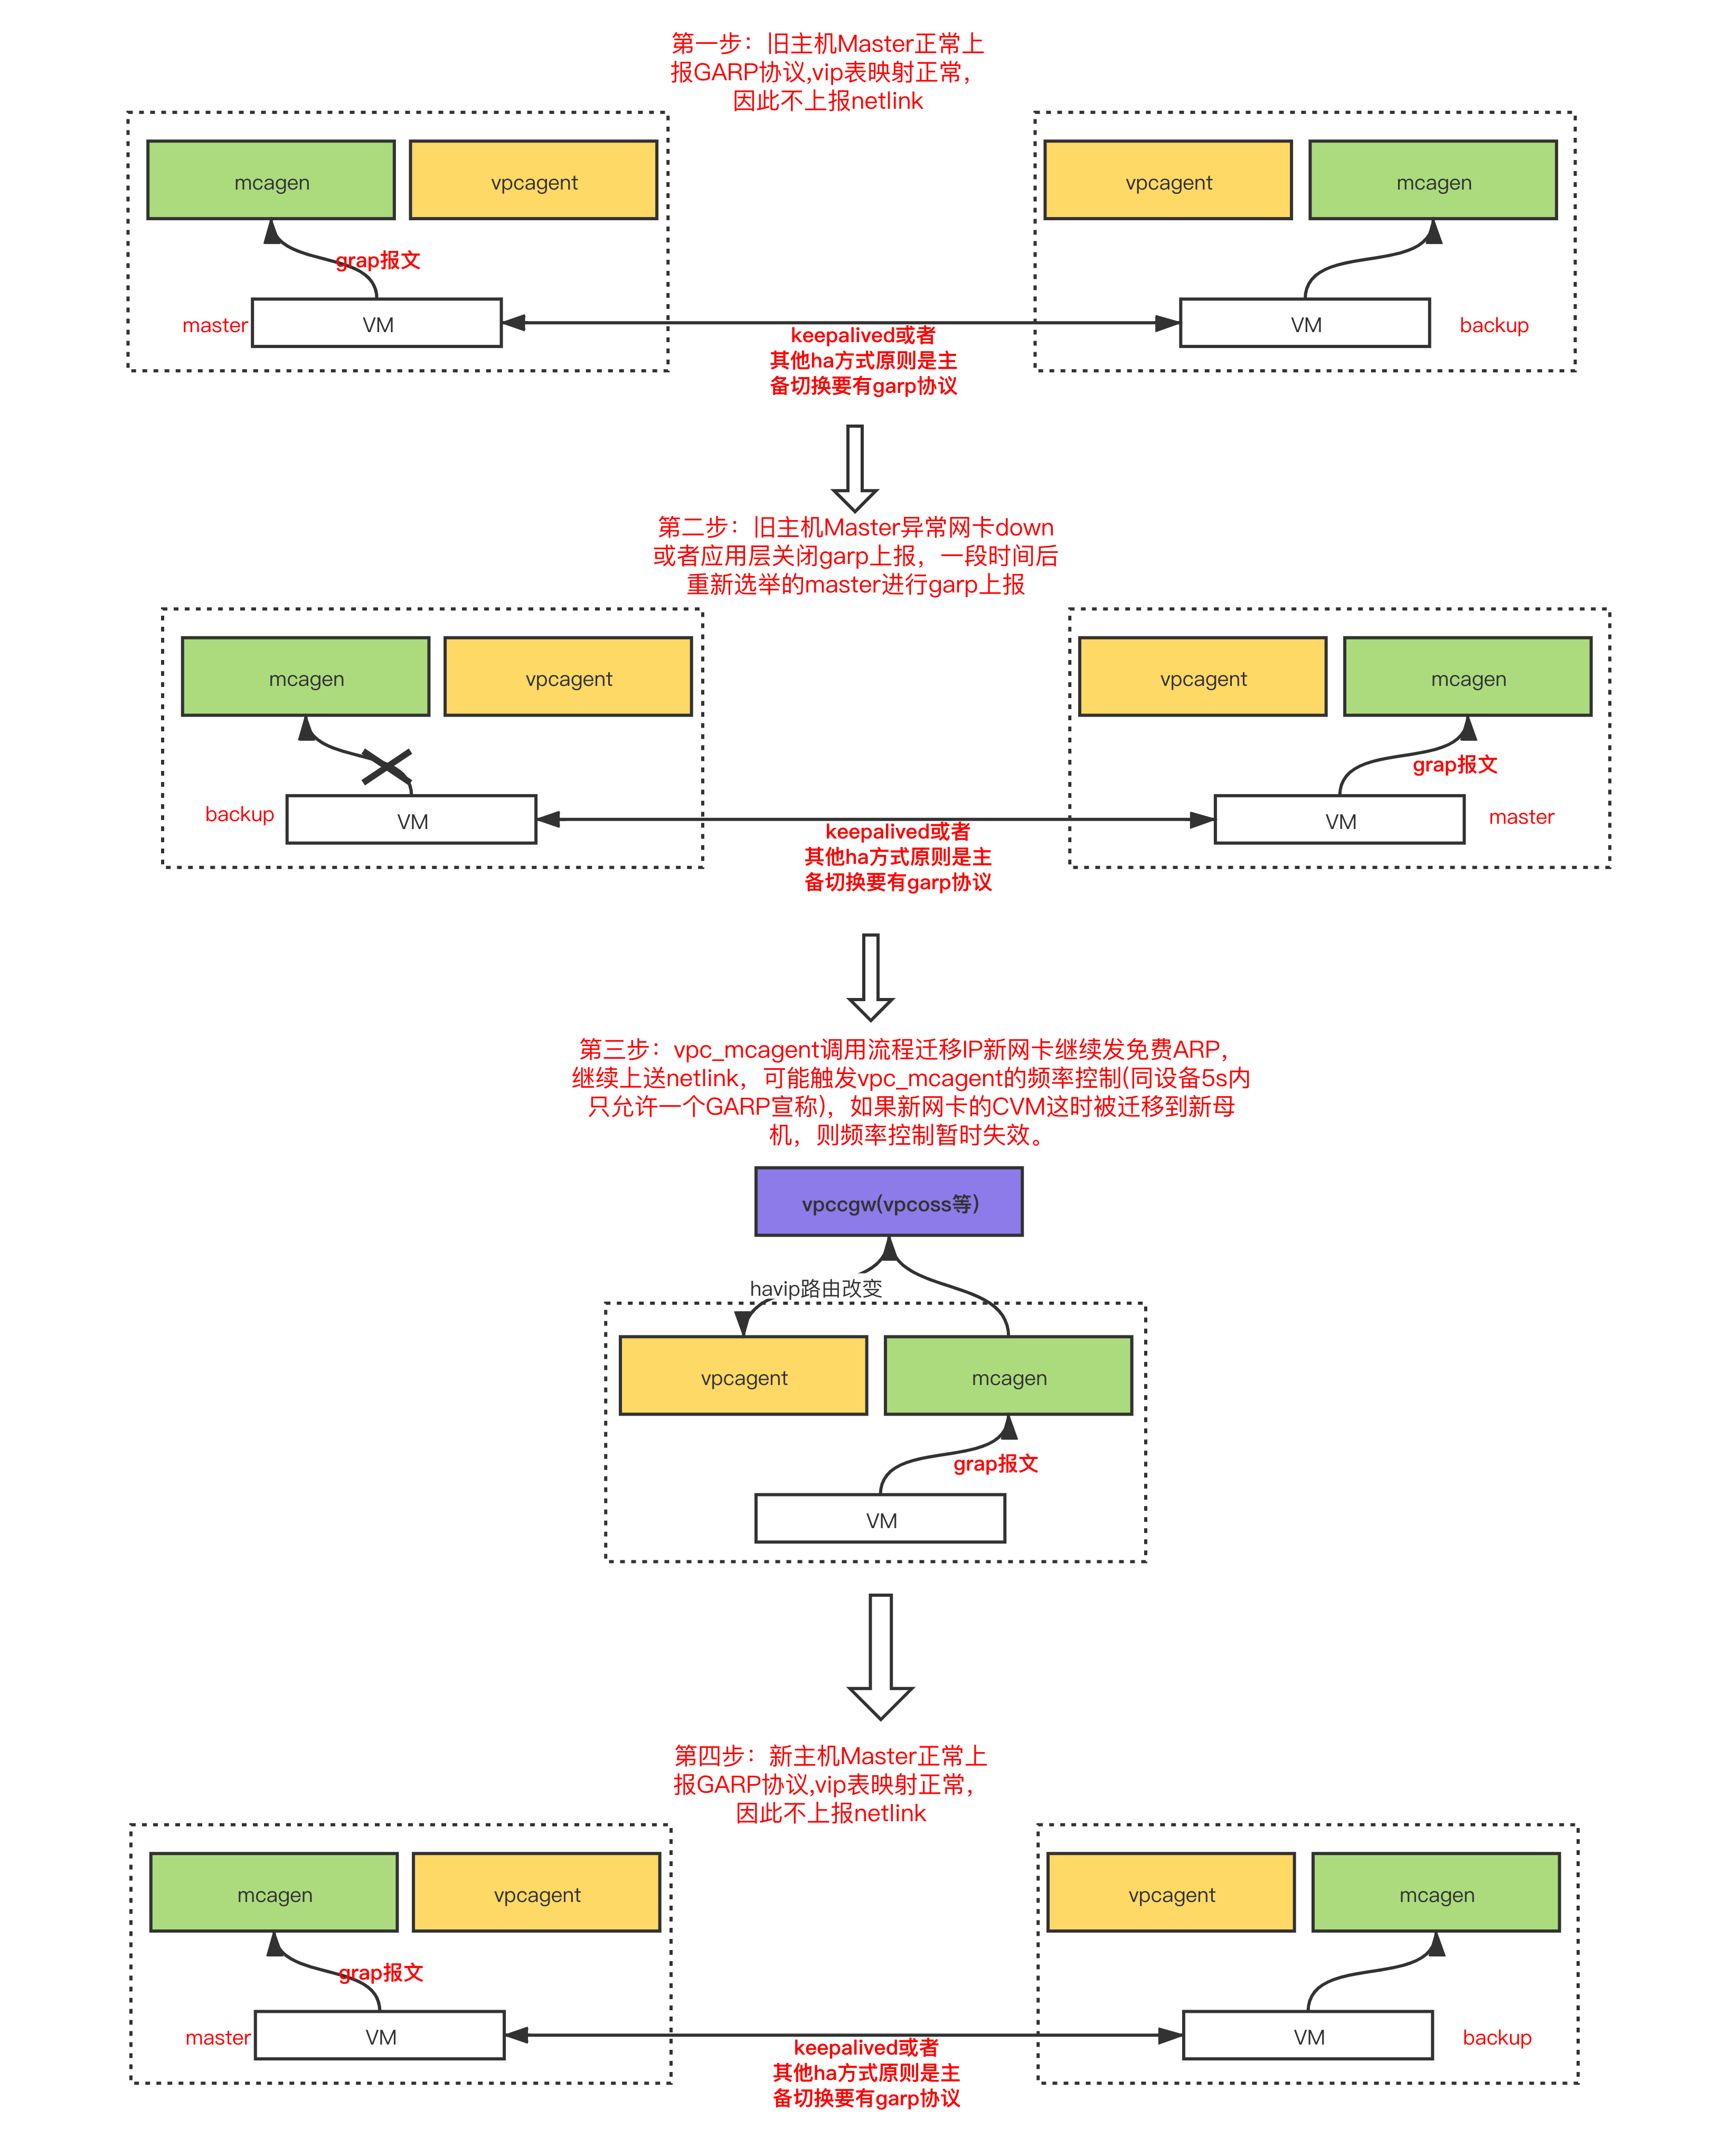 第一步：旧主机Master正常上
报GARP协议,vip表映射正常，
因此不上报netlink
mcagen
vpcagent
vpcagent
mcagen
grap报文
master
VM
VM
backup
keepalived或者
其他ha方式原则是主
备切换要有garp协议
第二步：旧主机Master异常网卡down
或者应用层关闭garp上报，一段时间后
重新选举的master进行garp上报
mcagen
vpcagent
vpcagent
mcagen
grap报文
backup
VM
VM
master
keepalived或者
其他ha方式原则是主
备切换要有garp协议
第三步：vpc_mcagent调用流程迁移IP新网卡继续发免费ARP，
继续上送netlink，可能触发vpc_mcagent的频率控制(同设备5s内
只允许一个GARP宣称)，如果新网卡的CVM这时被迁移到新母
机，则频率控制暂时失效。
vpccgw(vpcoss等)
havip路由改变
vpcagent
mcagen
grap报文
VM
第四步：新主机Master正常上
报GARP协议,vip表映射正常，
因此不上报netlink
mcagen
vpcagent
vpcagent
mcagen
grap报文
master
VM
VM
backup
keepalived或者
其他ha方式原则是主
备切换要有garp协议